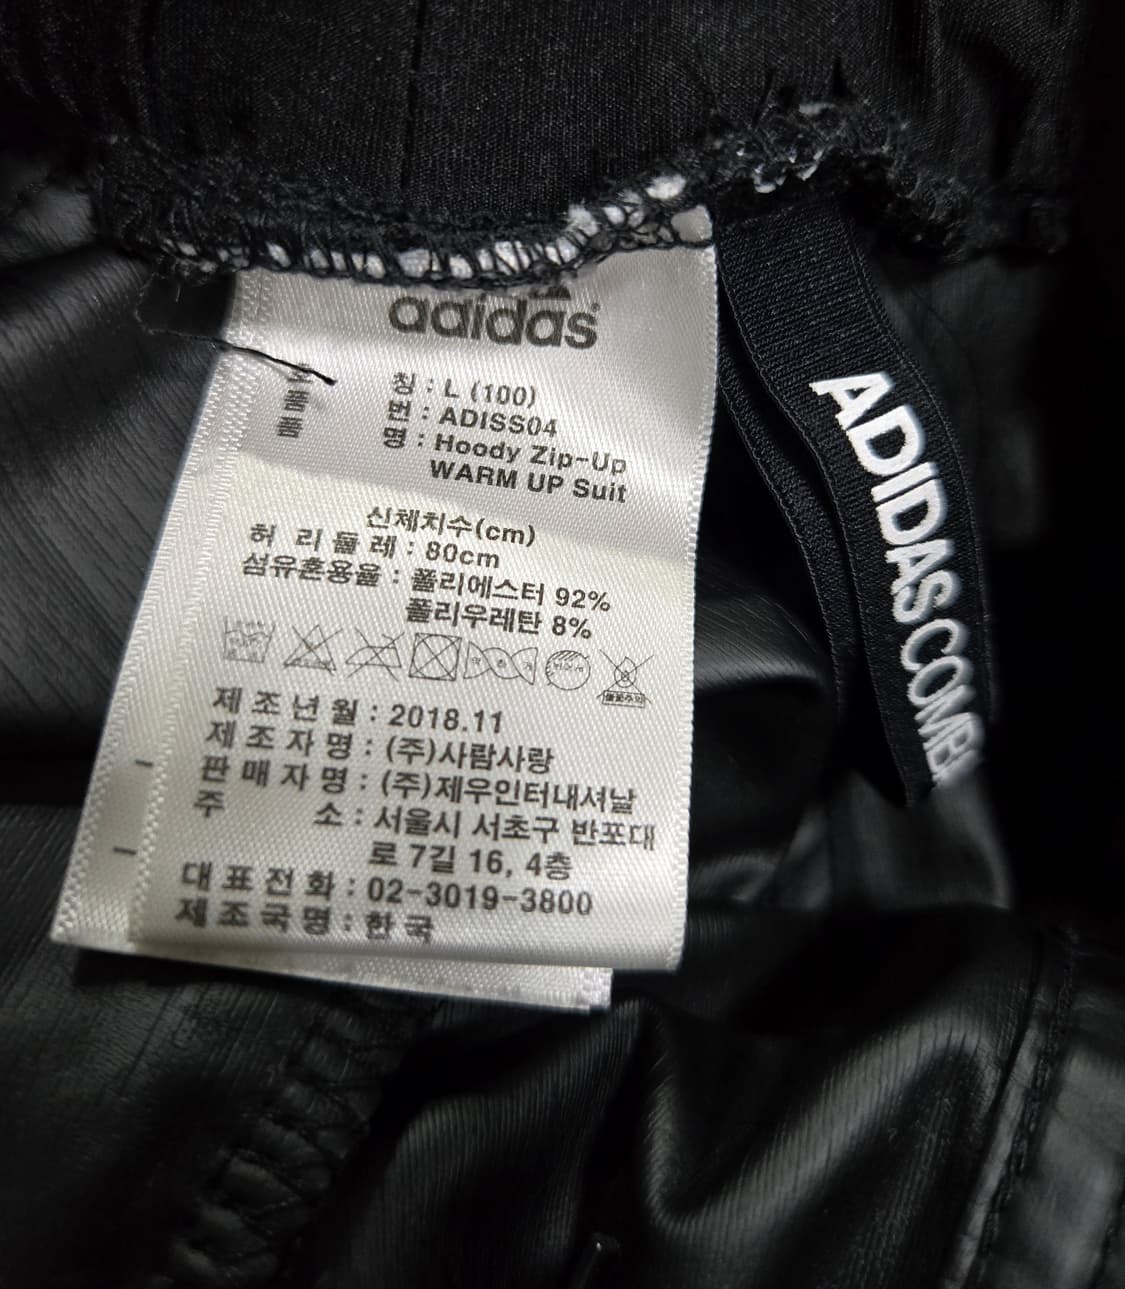 adidas
호 칭 : L (100)
품 번 : ADISS04
품 명 : Hoody Zip-Up
WARM UP Suit
신체치수(cm)
허 리 둘 레 : 80cm
섬유혼용율 : 폴리에스터 92%
폴리우레탄 8%
제 조 년 월 : 2018.11
제 조 자 명 : (주)사람사랑
판 매 자 명 : (주)제우인터내셔날
주 소 : 서울시 서초구 반포대
로 7길 16, 4층
대 표 전 화 : 02-3019-3800
제 조 국 명 : 한 국
ADIDAS